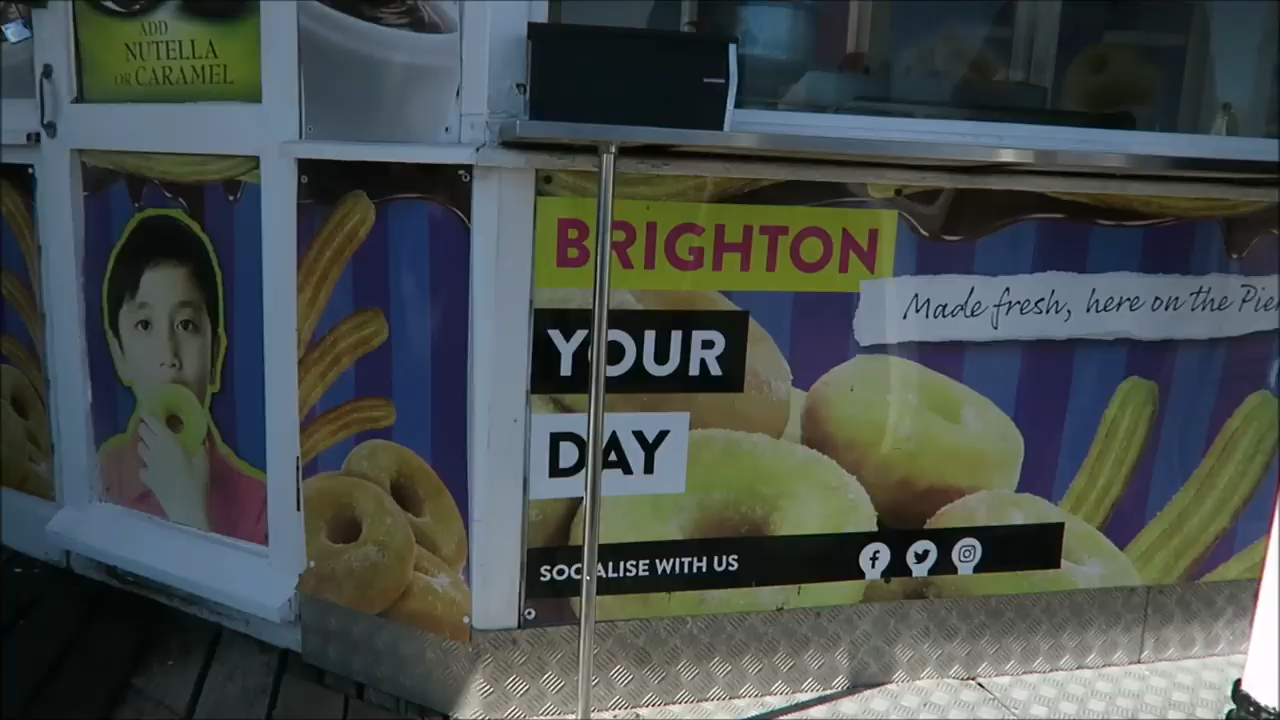 ADD
NUTELLA
OR CARAMEL
BRIGHTON
YOUR
DAY
Made fresh, here on the Pie
SOCIALISE WITH US